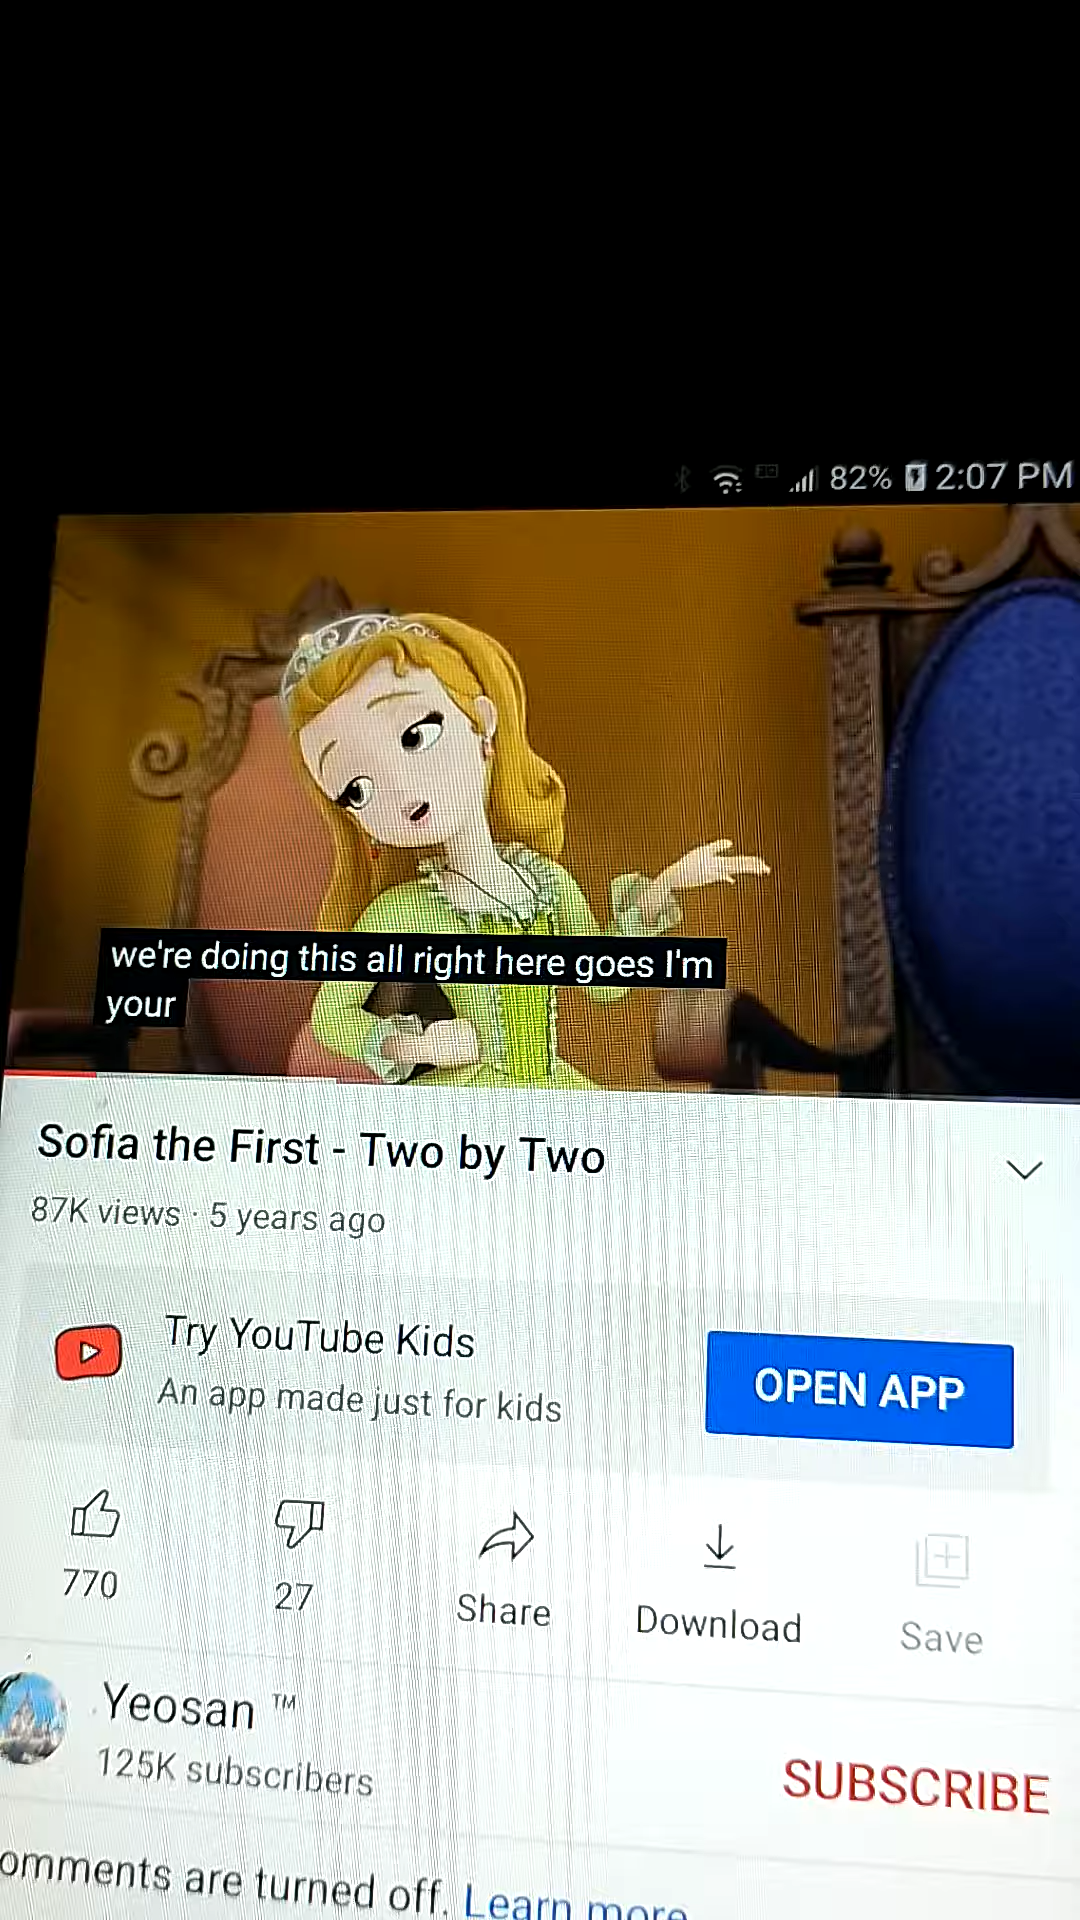 82% 2:07 PM
we're doing this all right here goes I'm
your
Sofia the First - Two by Two
87K views · 5 years ago
Try YouTube Kids
An app made just for kids
OPEN APP
770
27
Share
Download
Save
Yeosan ™
125K subscribers
SUBSCRIBE
omments are turned off. Learn more